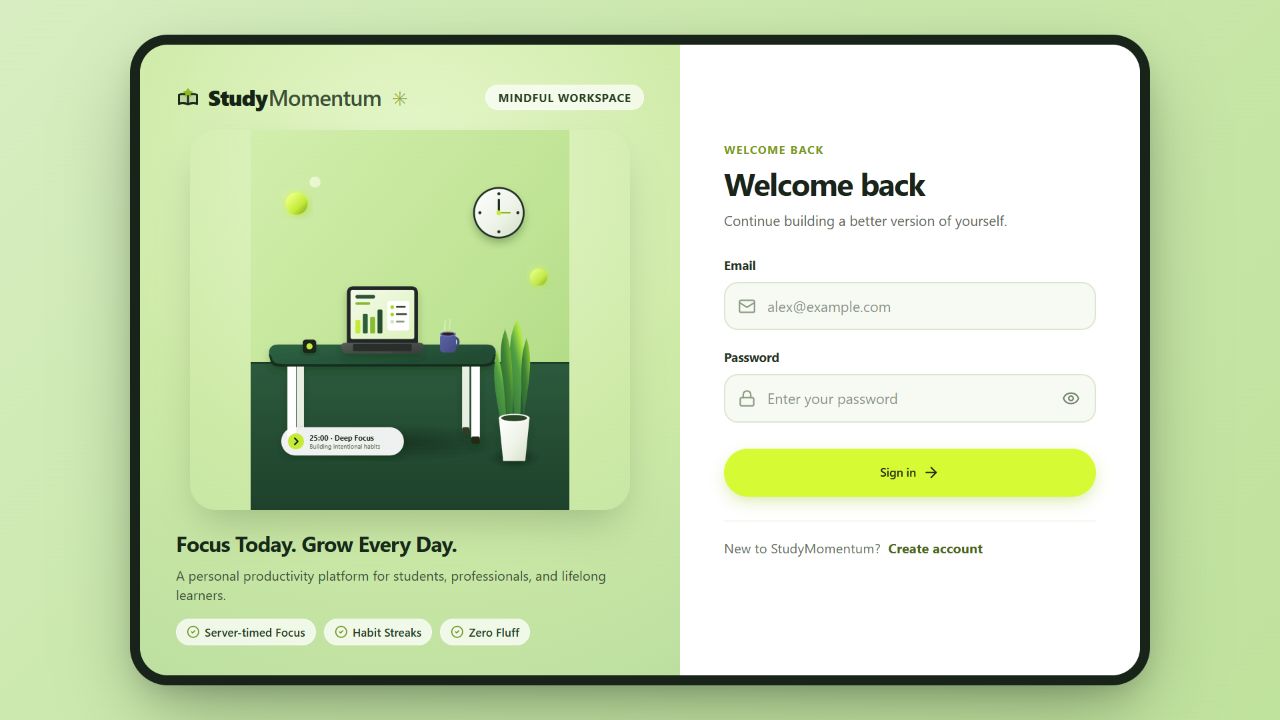 StudyMomentum
MINDFUL WORKSPACE
25:00 · Deep Focus
Building intentional habits
Focus Today. Grow Every Day.
A personal productivity platform for students, professionals, and lifelong
learners.
Server-timed Focus
Habit Streaks
Zero Fluff
WELCOME BACK
Welcome back
Continue building a better version of yourself.
Email
alex@example.com
Password
Enter your password
Sign in
New to StudyMomentum? Create account